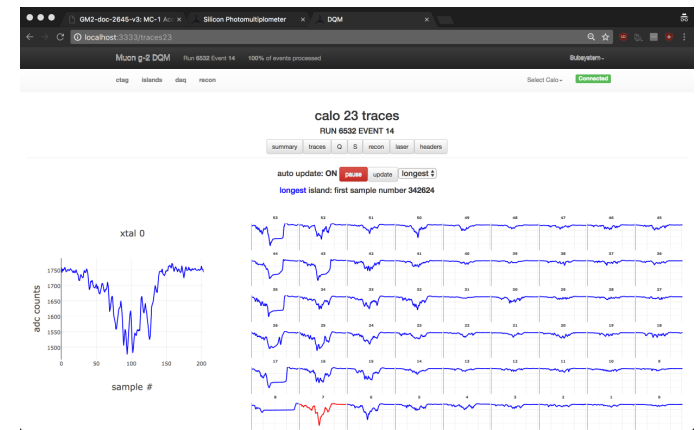 GM2-doc-2645-v3: MC-1 Acc × Silicon Photomultiplometer × DQM ×
localhost:3333/traces23
Muon g-2 DQM Run 6532 Event 14 100% of events processed Subsystem
ctag islands daq recon Select Calo Connected
calo 23 traces
RUN 6532 EVENT 14
summary traces Q S recon laser headers
auto update: ON pause update longest
longest island: first sample number 342624
xtal 0
adc counts
1750
1700
1650
1600
1550
1500
0 50 100 150 200
sample #
53 52 51 50 49 48 47 46 45
44 43 42 41 40 39 38 37 36
35 34 33 32 31 30 29 28 27
26 25 24 23 22 21 20 19 18
17 16 15 14 13 12 11 10 9
8 7 6 5 4 3 2 1 0